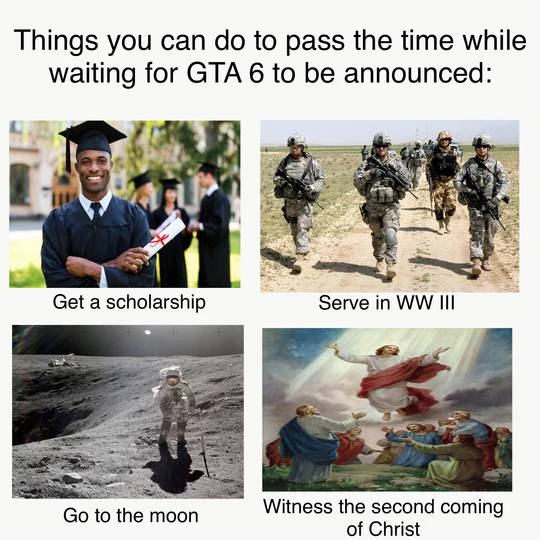 Things you can do to pass the time while
waiting for GTA 6 to be announced:
Get a scholarship
Serve in WW III
Go to the moon
Witness the second coming
of Christ